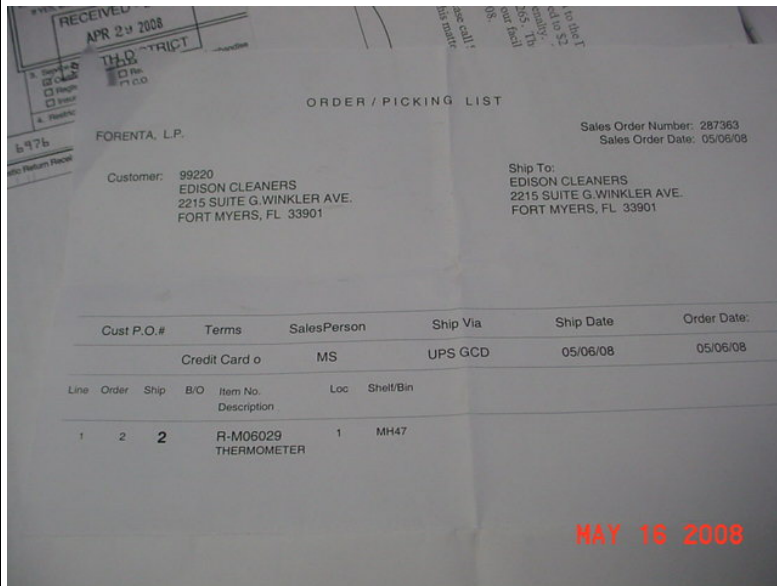 RECEIVED
APR 29 2008
TH D STRICT
6976
ORDER / PICKING LIST
FORENTA, L.P.
Sales Order Number: 287363
Sales Order Date: 05/06/08
Customer: 99220
EDISON CLEANERS
2215 SUITE G.WINKLER AVE.
FORT MYERS, FL 33901
Ship To:
EDISON CLEANERS
2215 SUITE G.WINKLER AVE.
FORT MYERS, FL 33901
Cust P.O.# Terms SalesPerson Ship Via Ship Date Order Date:
Credit Card o MS UPS GCD 05/06/08 05/06/08
Line Order Ship B/O Item No. Loc Shelf/Bin
Description
1 2 2 R-M06029 1 MH47
THERMOMETER
MAY 16 2008